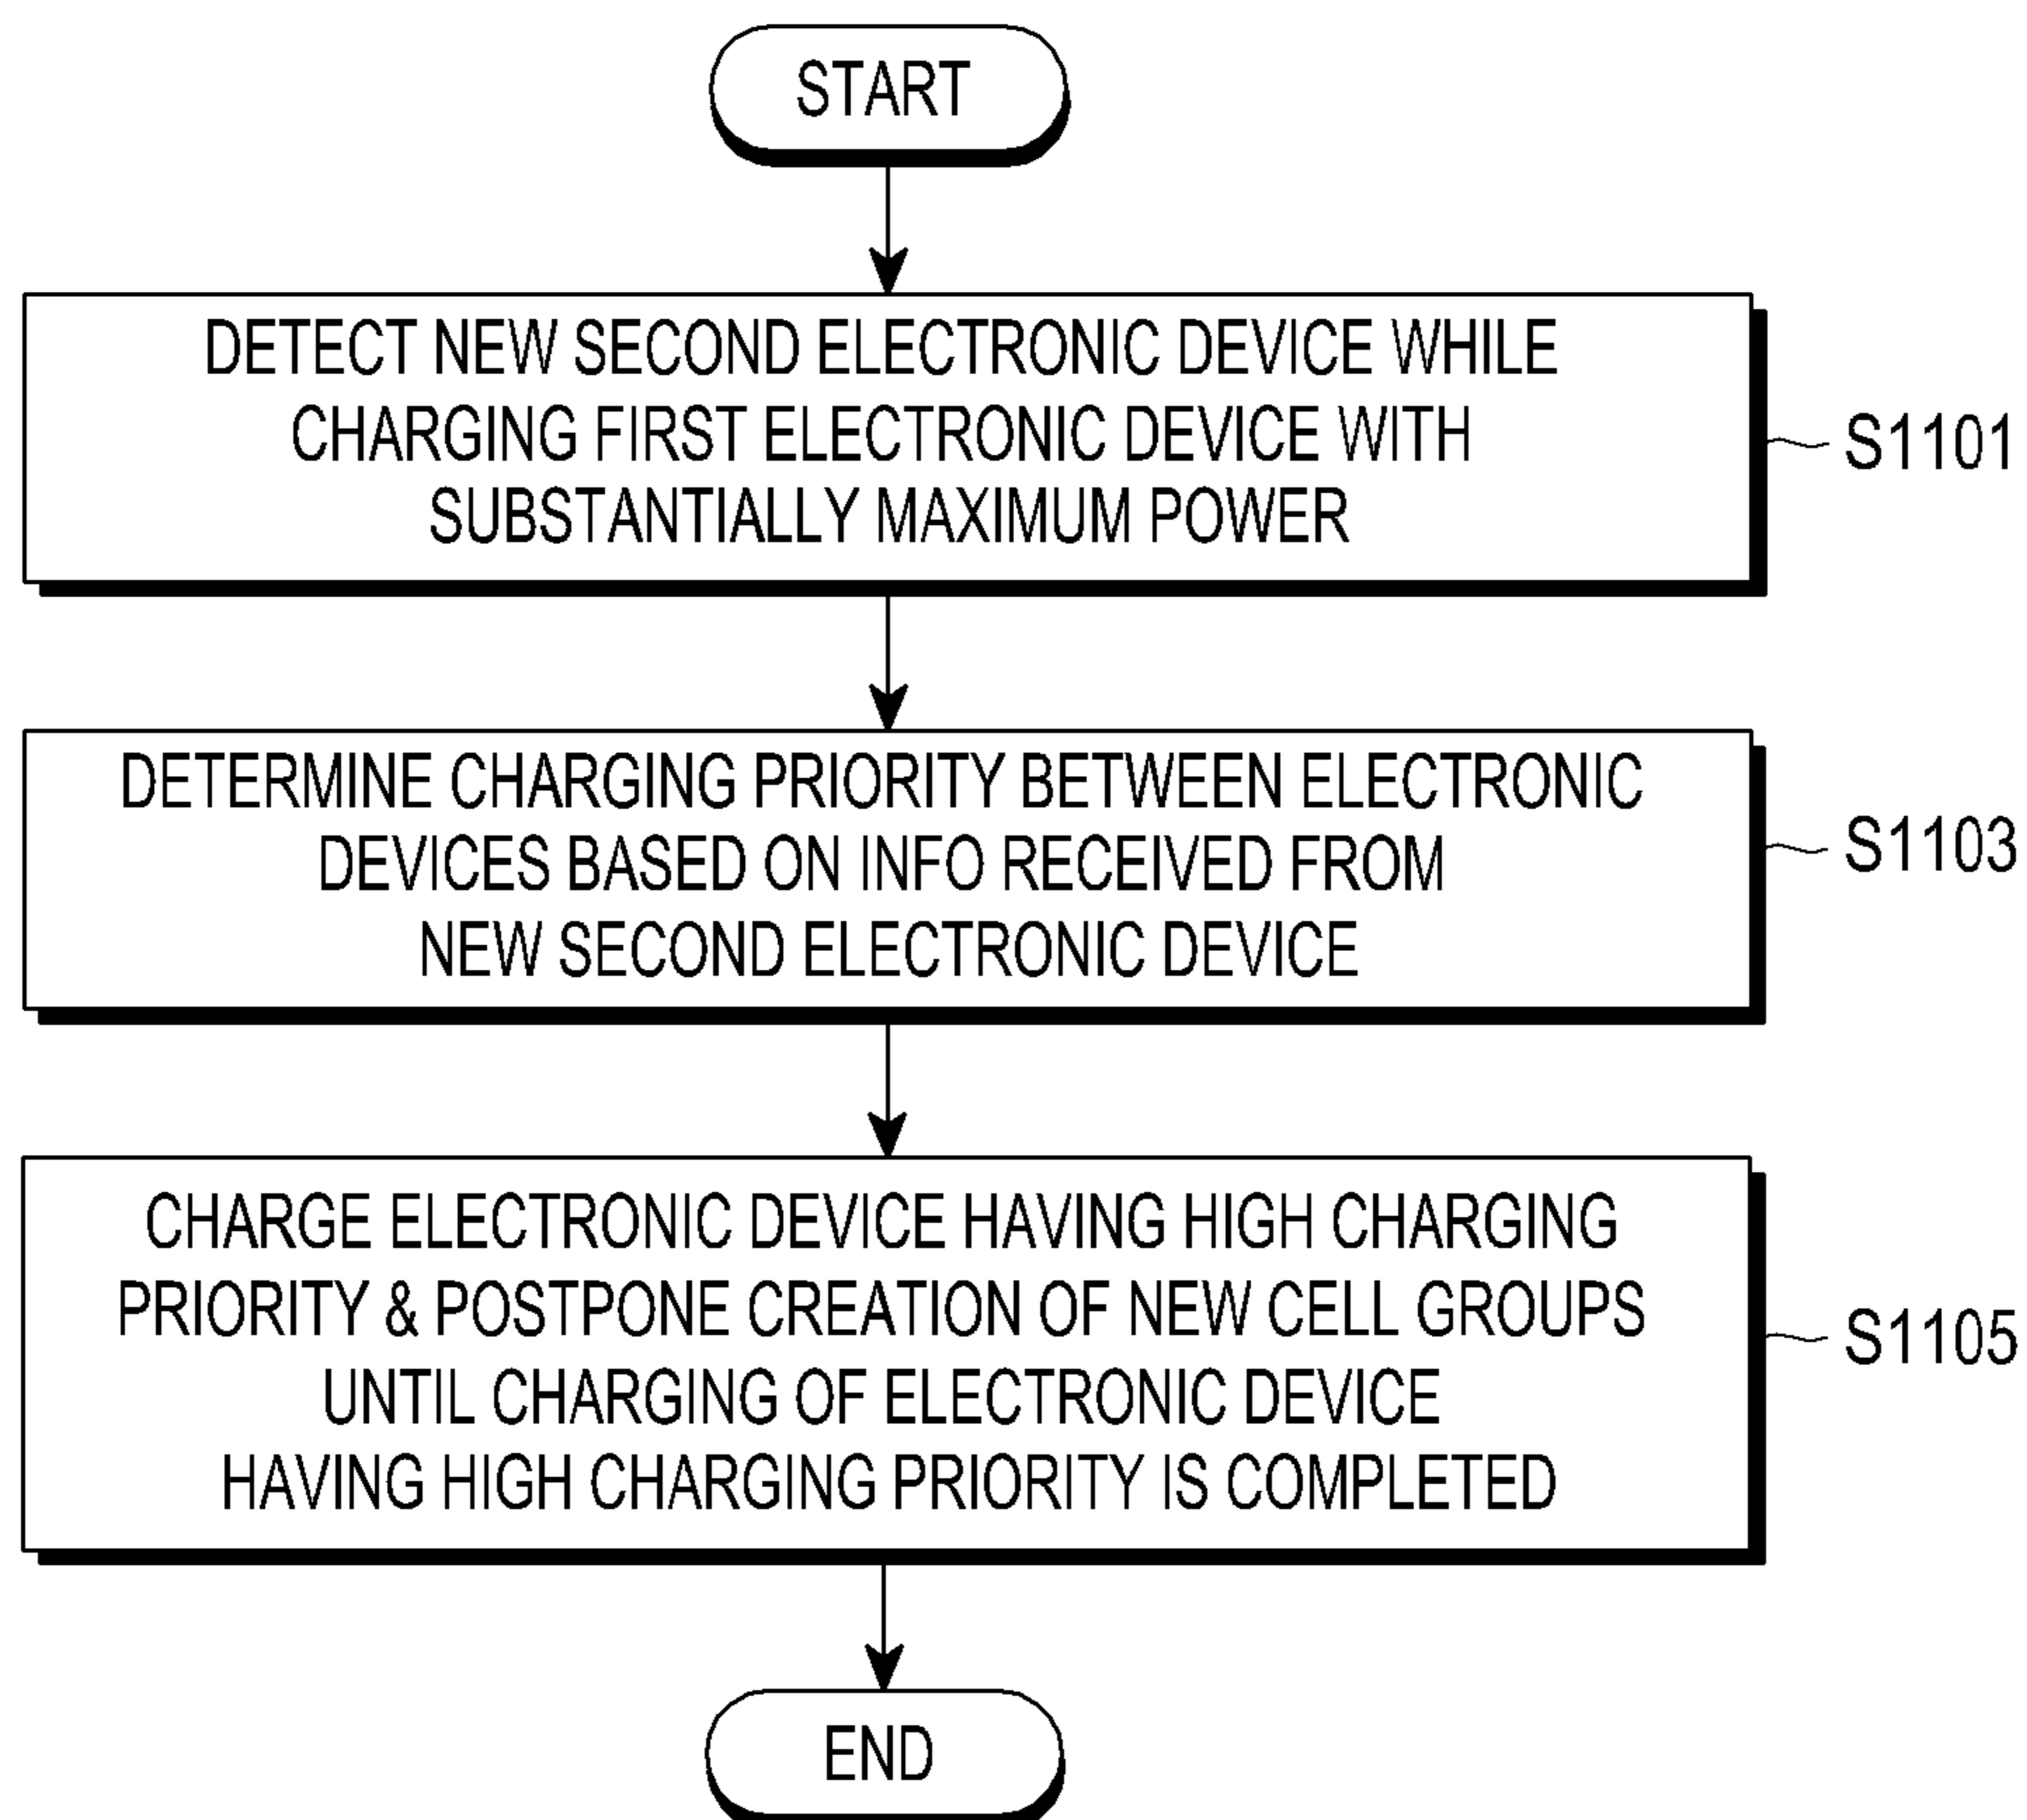 START
DETECT NEW SECOND ELECTRONIC DEVICE WHILE
CHARGING FIRST ELECTRONIC DEVICE WITH
SUBSTANTIALLY MAXIMUM POWER
S1101
DETERMINE CHARGING PRIORITY BETWEEN ELECTRONIC
DEVICES BASED ON INFO RECEIVED FROM
NEW SECOND ELECTRONIC DEVICE
S1103
CHARGE ELECTRONIC DEVICE HAVING HIGH CHARGING
PRIORITY & POSTPONE CREATION OF NEW CELL GROUPS
UNTIL CHARGING OF ELECTRONIC DEVICE
HAVING HIGH CHARGING PRIORITY IS COMPLETED
S1105
END